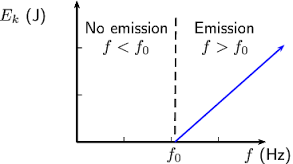 E_k (J)
No emission
f < f_0
Emission
f > f_0
f_0
f (Hz)